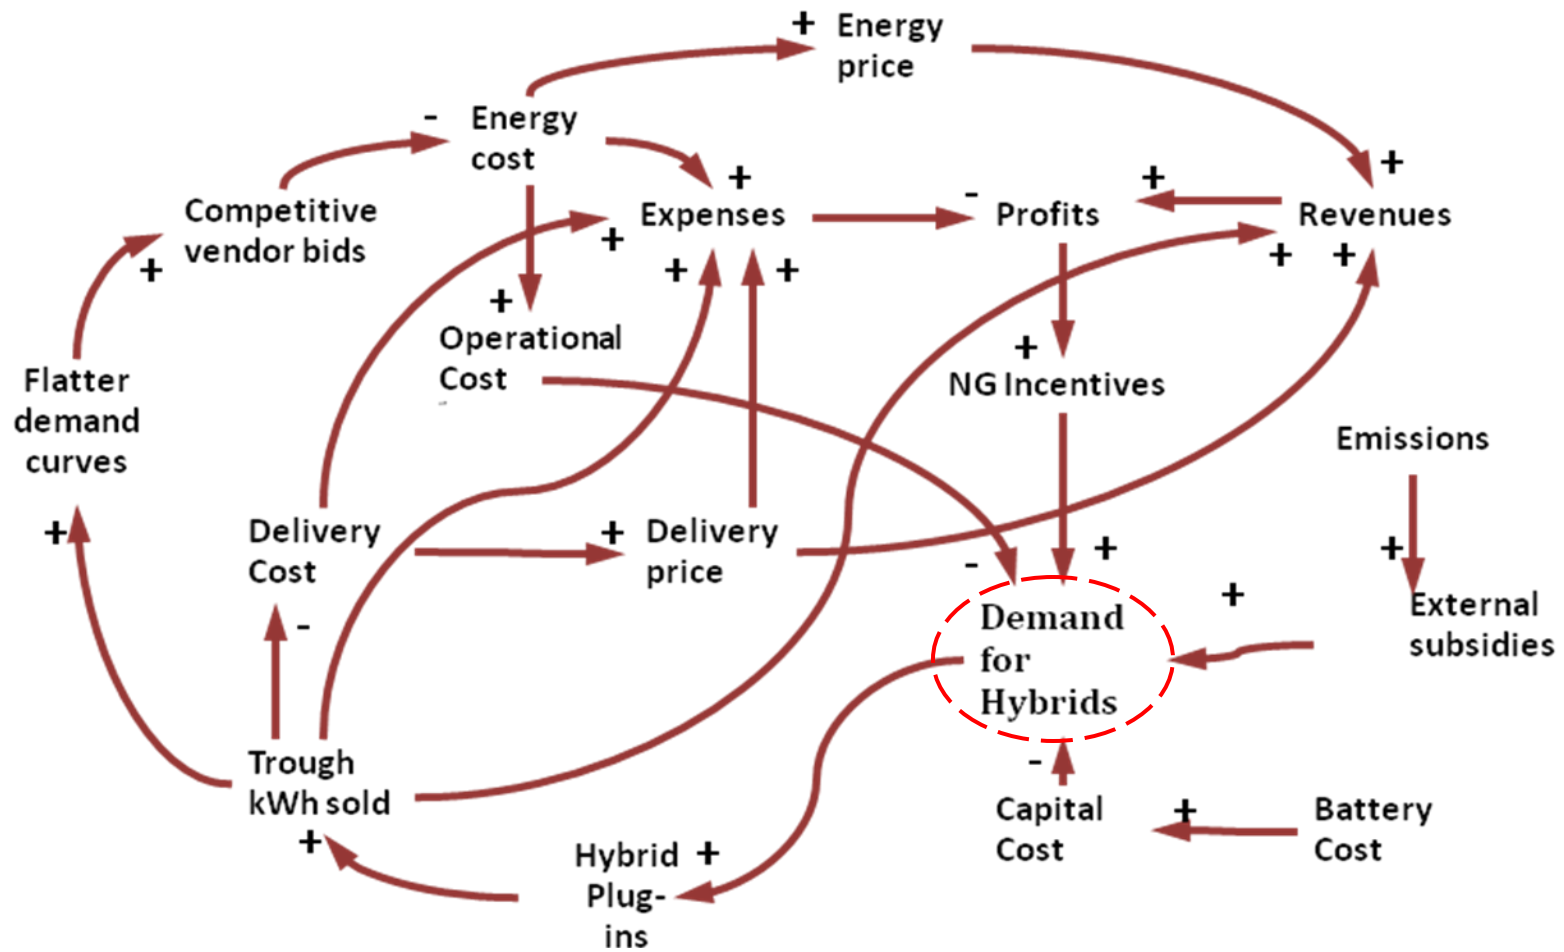 + Energy
price
- Energy
cost
+
Competitive
vendor bids
+
+
Expenses
- Profits
+
Revenues
+
+
+
+
+
+
+
Operational
Cost
-
+
NG Incentives
Flatter
demand
curves
Emissions
+
Delivery
Cost
+
Delivery
price
-
+
+
External
subsidies
+
Demand
for
Hybrids
-
Trough
kWh sold
+
-
Capital
Cost
+
Battery
Cost
Hybrid +
Plug-
ins